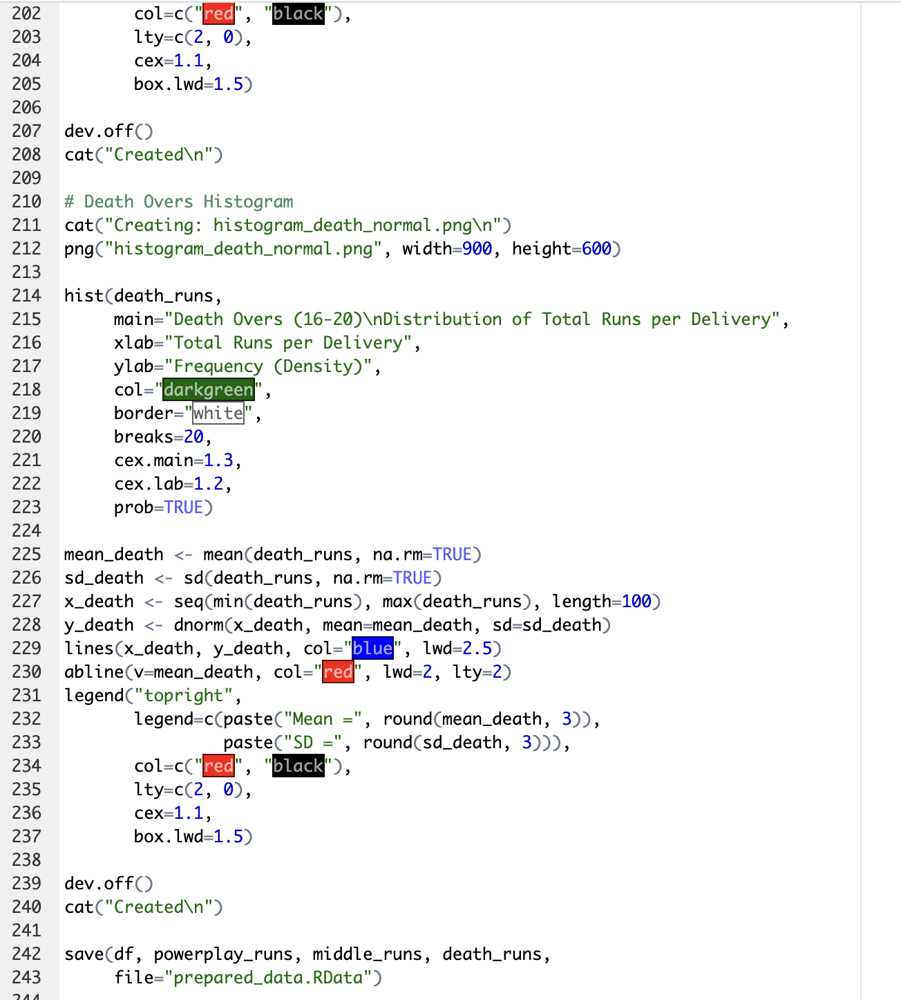 202         col=c("red", "black"),
203         lty=c(2, 0),
204         cex=1.1,
205         box.lwd=1.5)
206
207  dev.off()
208  cat("Created\n")
209
210  # Death Overs Histogram
211  cat("Creating: histogram_death_normal.png\n")
212  png("histogram_death_normal.png", width=900, height=600)
213
214  hist(death_runs,
215       main="Death Overs (16-20)\nDistribution of Total Runs per Delivery",
216       xlab="Total Runs per Delivery",
217       ylab="Frequency (Density)",
218       col="darkgreen",
219       border="white",
220       breaks=20,
221       cex.main=1.3,
222       cex.lab=1.2,
223       prob=TRUE)
224
225  mean_death <- mean(death_runs, na.rm=TRUE)
226  sd_death <- sd(death_runs, na.rm=TRUE)
227  x_death <- seq(min(death_runs), max(death_runs), length=100)
228  y_death <- dnorm(x_death, mean=mean_death, sd=sd_death)
229  lines(x_death, y_death, col="blue", lwd=2.5)
230  abline(v=mean_death, col="red", lwd=2, lty=2)
231  legend("topright",
232         legend=c(paste("Mean =", round(mean_death, 3)),
233                  paste("SD =", round(sd_death, 3))),
234         col=c("red", "black"),
235         lty=c(2, 0),
236         cex=1.1,
237         box.lwd=1.5)
238
239  dev.off()
240  cat("Created\n")
241
242  save(df, powerplay_runs, middle_runs, death_runs,
243       file="prepared_data.RData")
244